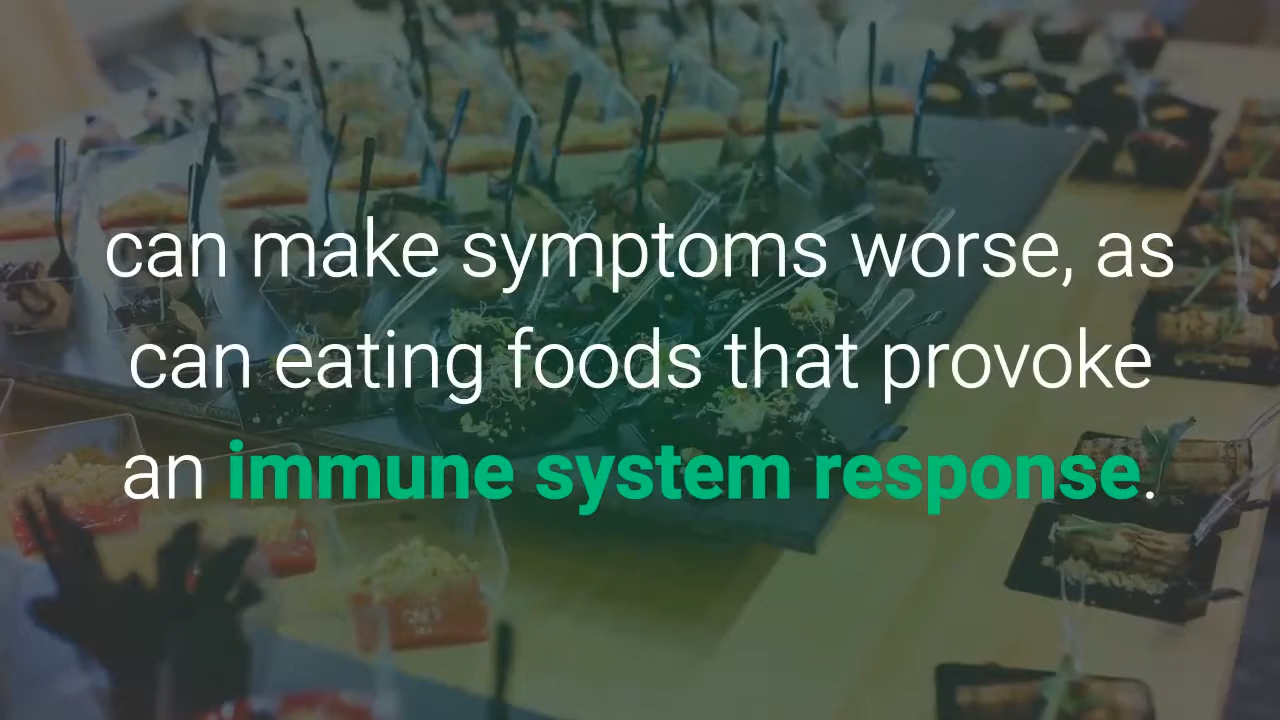 can make symptoms worse, as
can eating foods that provoke
an immune system response.